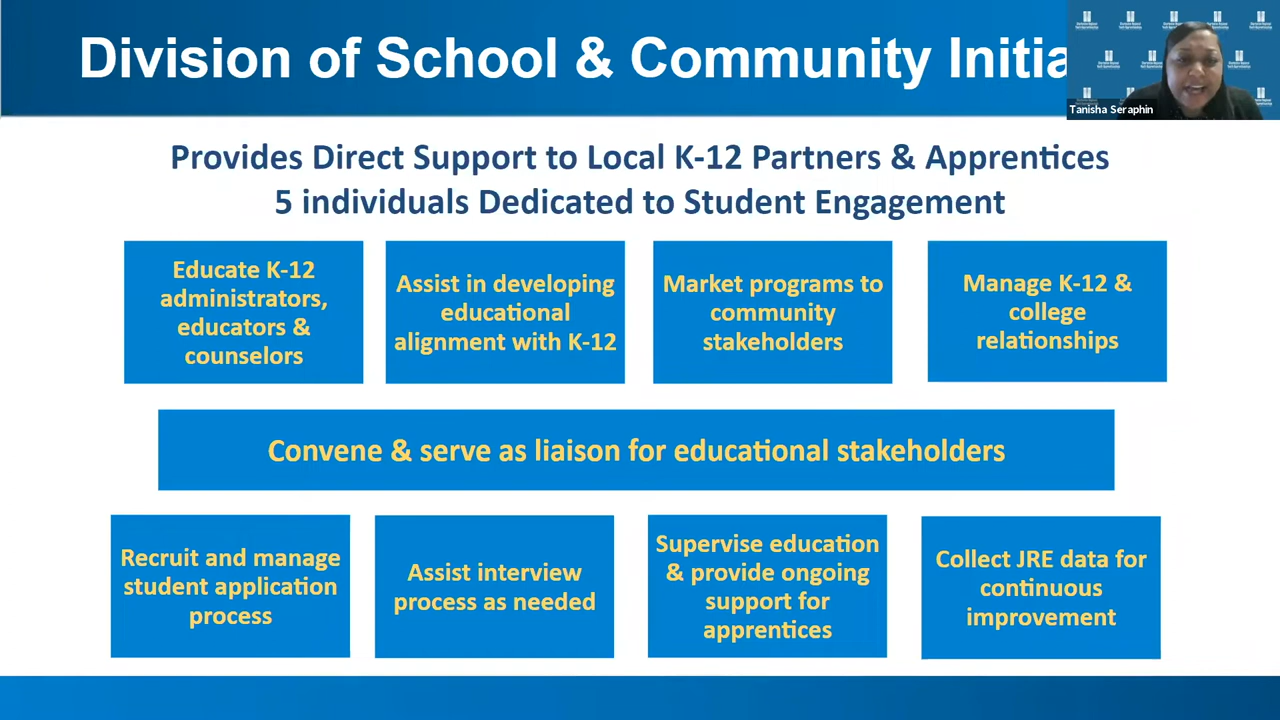 Division of School & Community Initia
Tanisha Seraphin
Provides Direct Support to Local K-12 Partners & Apprentices
5 individuals Dedicated to Student Engagement
Educate K-12
administrators,
educators &
counselors
Assist in developing
educational
alignment with K-12
Market programs to
community
stakeholders
Manage K-12 &
college
relationships
Convene & serve as liaison for educational stakeholders
Recruit and manage
student application
process
Assist interview
process as needed
Supervise education
& provide ongoing
support for
apprentices
Collect JRE data for
continuous
improvement